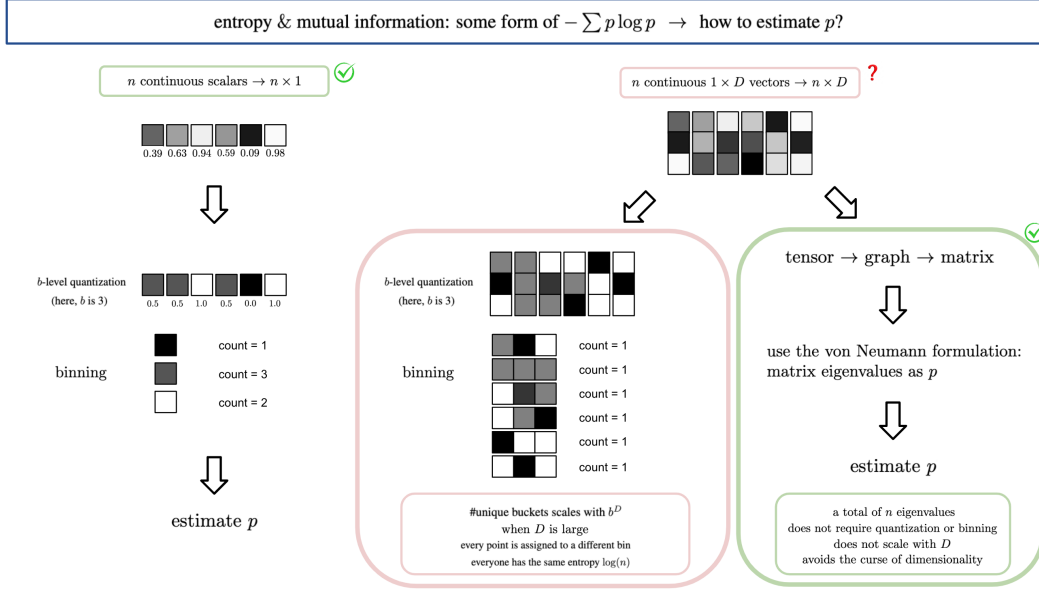 entropy & mutual information: some form of − ∑ p log p → how to estimate p?
n continuous scalars → n × 1
0.39 0.63 0.94 0.59 0.09 0.98
b-level quantization
(here, b is 3)
0.5 0.5 1.0 0.5 0.0 1.0
binning
count = 1
count = 3
count = 2
estimate p
n continuous 1 × D vectors → n × D
?
b-level quantization
(here, b is 3)
binning
count = 1
count = 1
count = 1
count = 1
count = 1
count = 1
#unique buckets scales with b^D
when D is large
every point is assigned to a different bin
everyone has the same entropy log(n)
tensor → graph → matrix
use the von Neumann formulation:
matrix eigenvalues as p
estimate p
a total of n eigenvalues
does not require quantization or binning
does not scale with D
avoids the curse of dimensionality